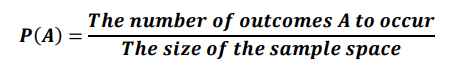 P(A) = The number of outcomes A to occur
The size of the sample space